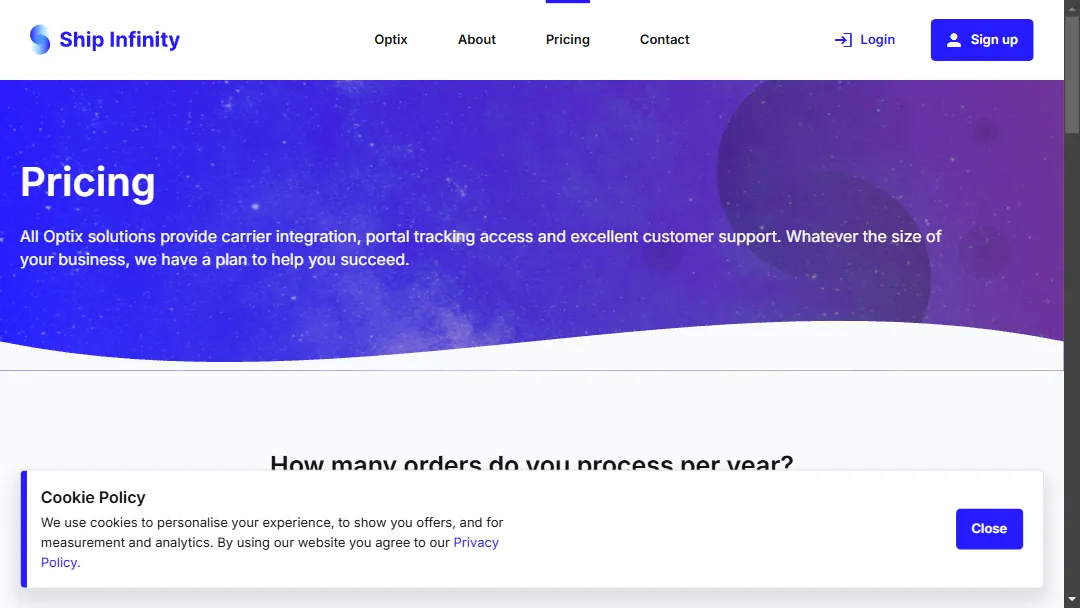 Ship Infinity
Optix
About
Pricing
Contact
Login
Sign up
Pricing
All Optix solutions provide carrier integration, portal tracking access and excellent customer support. Whatever the size of
your business, we have a plan to help you succeed.
How many orders do you process per year?
Cookie Policy
We use cookies to personalise your experience, to show you offers, and for
measurement and analytics. By using our website you agree to our Privacy
Policy.
Close